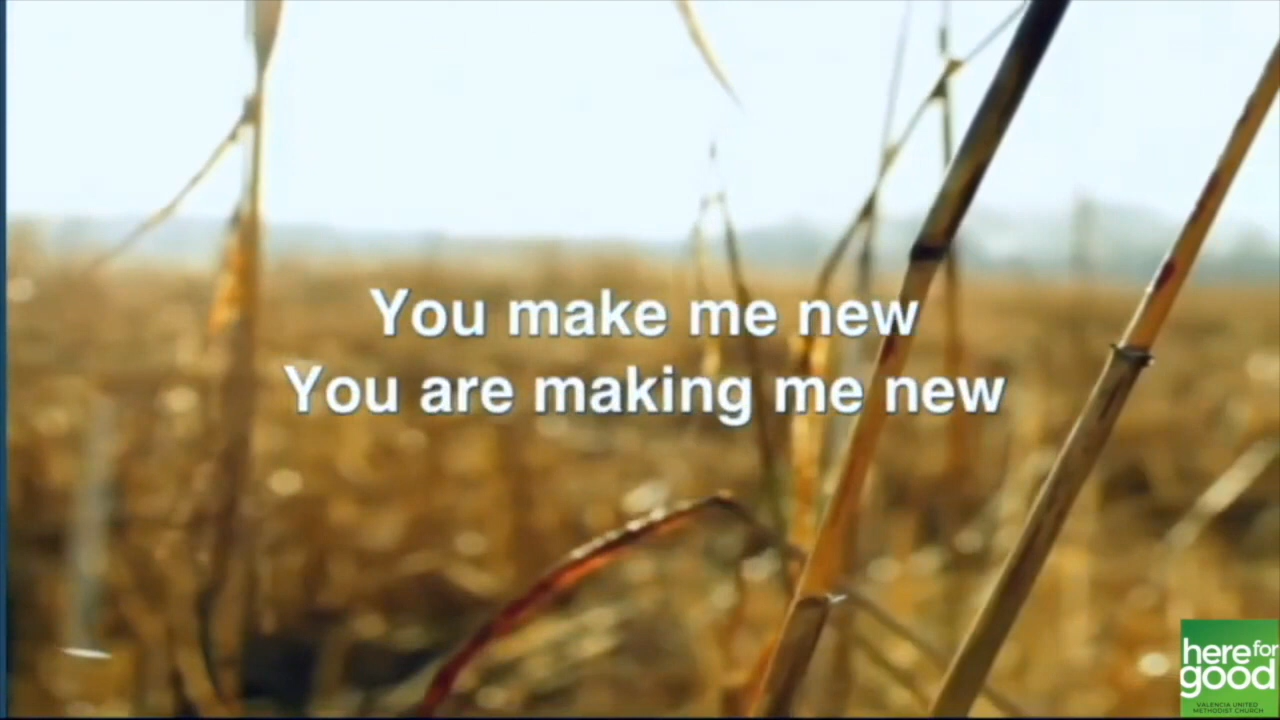 You make me new
You are making me new
here for
good
VALENCIA UNITED
METHODIST CHURCH